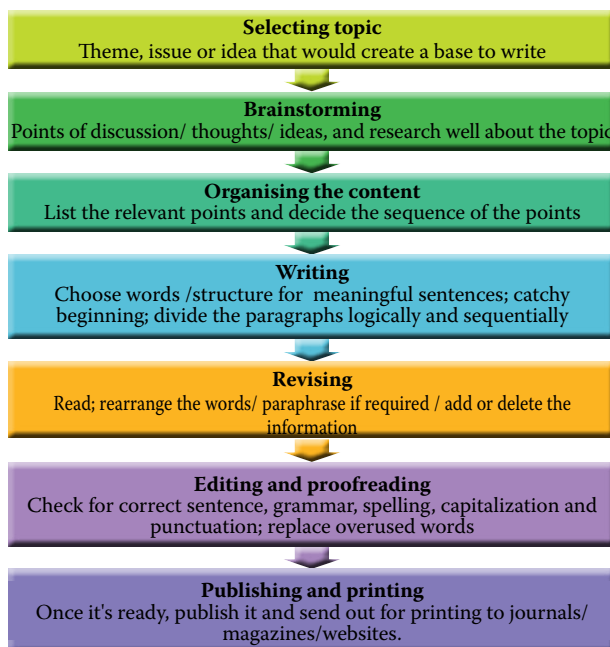 Selecting topic
Theme, issue or idea that would create a base to write
Brainstorming
Points of discussion/ thoughts/ ideas, and research well about the topic
Organising the content
List the relevant points and decide the sequence of the points
Writing
Choose words /structure for meaningful sentences; catchy
beginning; divide the paragraphs logically and sequentially
Revising
Read; rearrange the words/ paraphrase if required / add or delete the
information
Editing and proofreading
Check for correct sentence, grammar, spelling, capitalization and
punctuation; replace overused words
Publishing and printing
Once it's ready, publish it and send out for printing to journals/
magazines/websites.